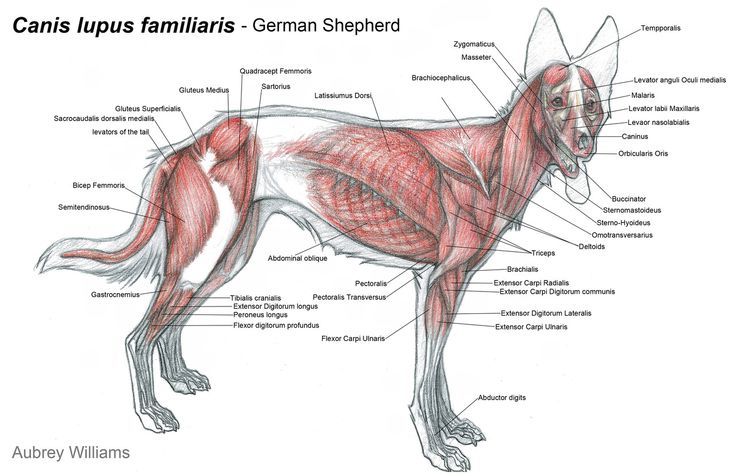 Canis lupus familiaris - German Shepherd
Tempporalis
Zygomaticus
Masseter
Brachiocephalicus
Levator anguli Oculi medialis
Malaris
Levator labii Maxillaris
Levaor nasolabialis
Caninus
Orbicularis Oris
Quadracept Femmoris
Sartorius
Gluteus Medius
Latissiumus Dorsi
Gluteus Superficialis
Sacrocaudalis dorsalis medialis
levators of the tail
Bicep Femmoris
Semitendinosus
Buccinator
Sternomastoideus
Sterno-Hyoideus
Omotransversarius
Deltoids
Triceps
Abdominal oblique
Brachialis
Pectoralis
Extensor Carpi Radialis
Extensor Carpi Digitorum communis
Pectoralis Transversus
Gastrocnemius
Tibialis cranialis
Extensor Digitorum longus
Peroneus longus
Flexor digitorum profundus
Extensor Digitorum Lateralis
Extensor Carpi Ulnaris
Flexor Carpi Ulnaris
Abductor digits
Aubrey Williams